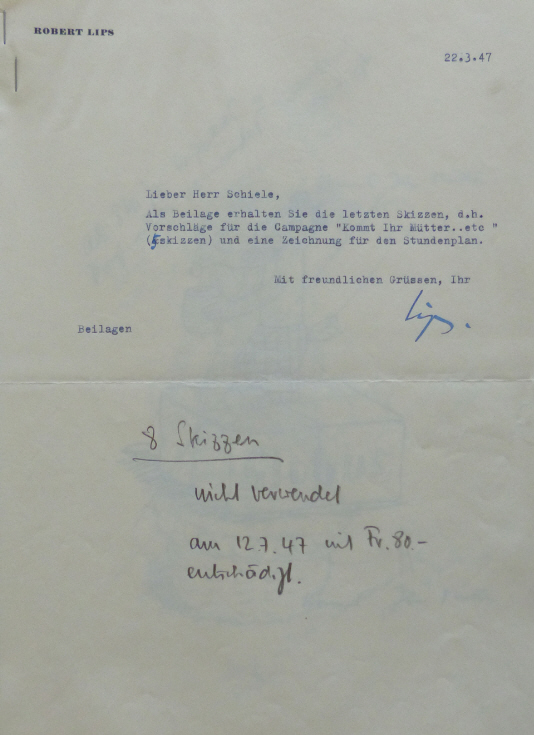 ROBERT LIPS
22.3.47
Lieber Herr Schiele,
Als Beilage erhalten Sie die letzten Skizzen, d.h.
Vorschläge für die Campagne "Kommt Ihr Mütter..etc "
(5skizzen) und eine Zeichnung für den Stundenplan.
Mit freundlichen Grüssen, Ihr
Lips.
Beilagen
8 Skizzen
nicht verwendet
am 12.7.47 mit Fr. 80.-
entschädigt.